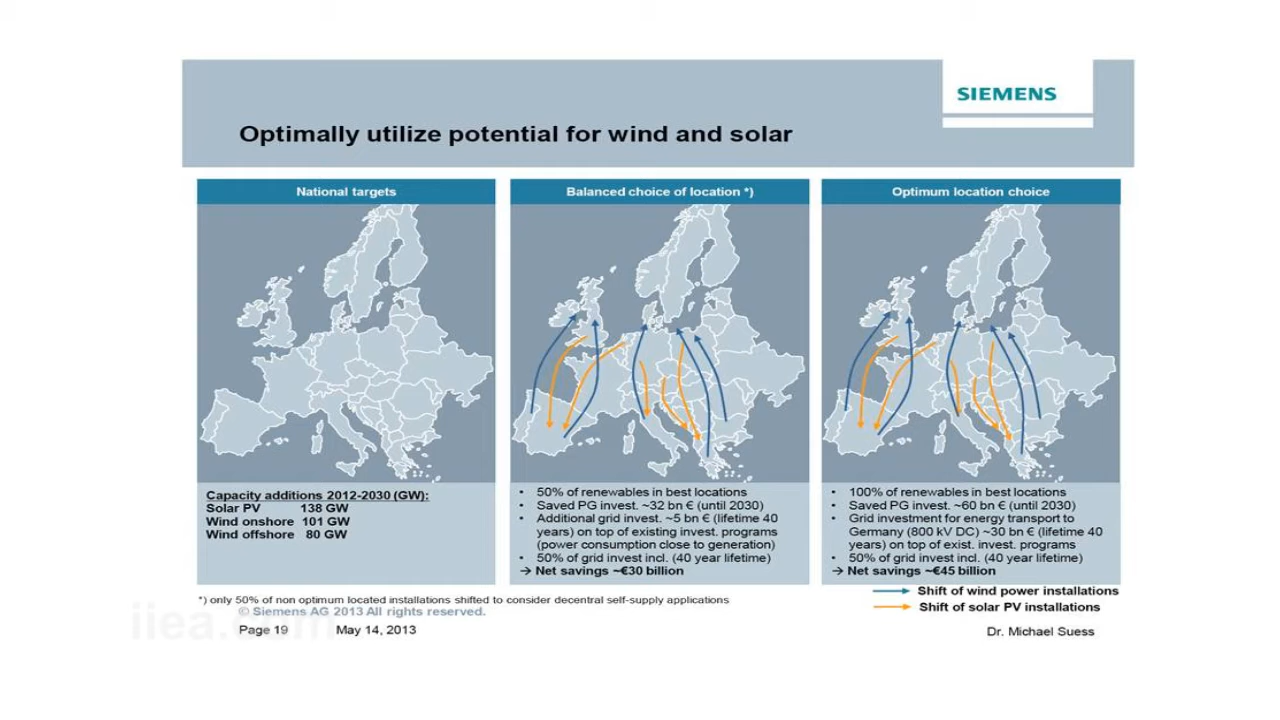 SIEMENS
Optimally utilize potential for wind and solar
National targets
Capacity additions 2012-2030 (GW):
Solar PV 138 GW
Wind onshore 101 GW
Wind offshore 80 GW
Balanced choice of location *)
• 50% of renewables in best locations
• Saved PG invest. ~32 bn € (until 2030)
• Additional grid invest. ~5 bn € (lifetime 40
years) on top of existing invest. programs
(power consumption close to generation)
• 50% of grid invest incl. (40 year lifetime)
→ Net savings ~€30 billion
Optimum location choice
• 100% of renewables in best locations
• Saved PG invest. ~60 bn € (until 2030)
• Grid investment for energy transport to
Germany (800 kV DC) ~30 bn € (lifetime 40
years) on top of exist. invest. programs
• 50% of grid invest incl. (40 year lifetime)
→ Net savings ~€45 billion
Shift of wind power installations
Shift of solar PV installations
*) only 50% of non optimum located installations shifted to consider decentral self-supply applications
© Siemens AG 2013 All rights reserved.
iiea.com
Page 19 May 14, 2013
Dr. Michael Suess